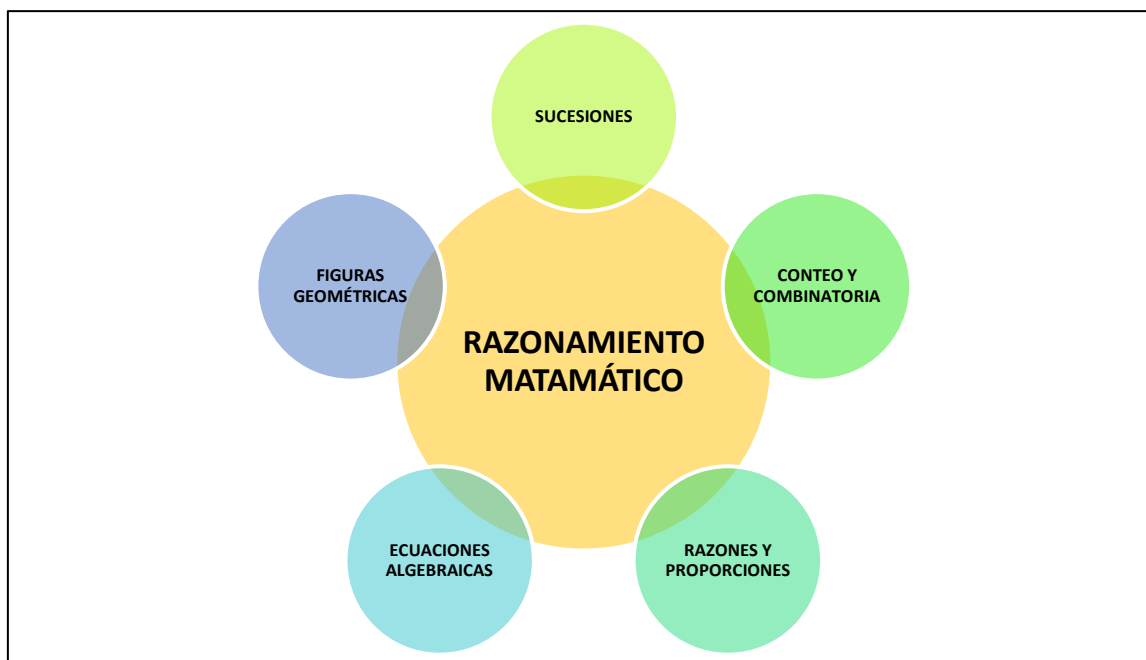 SUCESIONES
CONTEO Y
COMBINATORIA
RAZONES Y
PROPORCIONES
ECUACIONES
ALGEBRAICAS
FIGURAS
GEOMÉTRICAS
RAZONAMIENTO
MATAMÁTICO